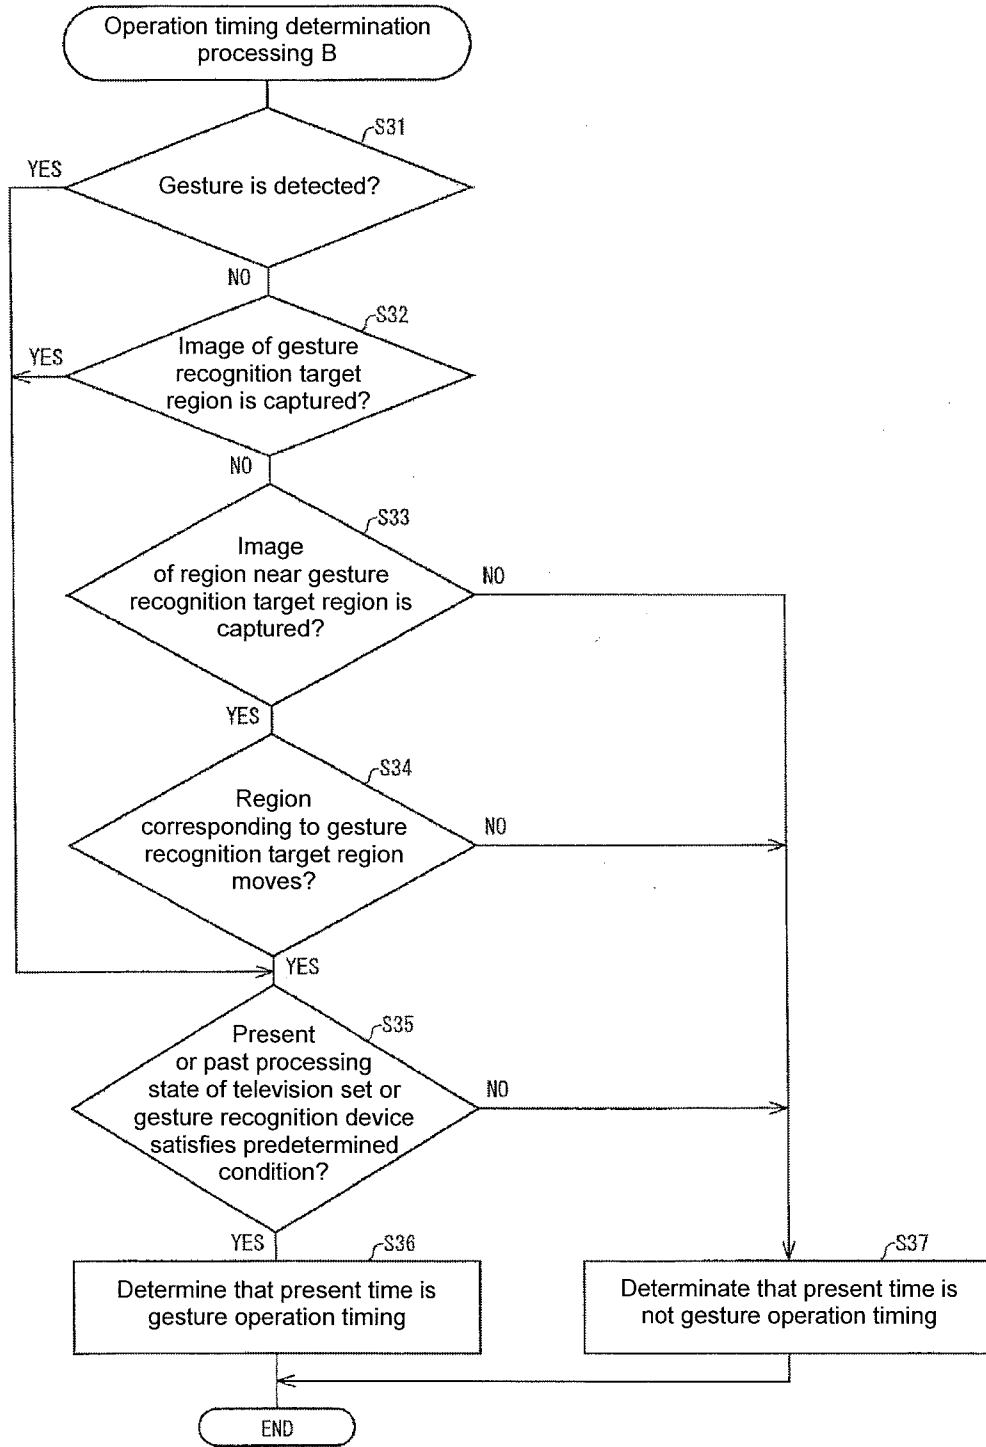 Operation timing determination
processing B
S31
YES
Gesture is detected?
NO
S32
YES
Image of gesture
recognition target
region is captured?
NO
S33
Image
of region near gesture
recognition target region is
captured?
NO
YES
S34
Region
corresponding to gesture
recognition target region
moves?
NO
YES
S35
Present
or past processing
state of television set or
gesture recognition device
satisfies predetermined
condition?
NO
YES
S36
Determine that present time is
gesture operation timing
S37
Determinate that present time is
not gesture operation timing
END